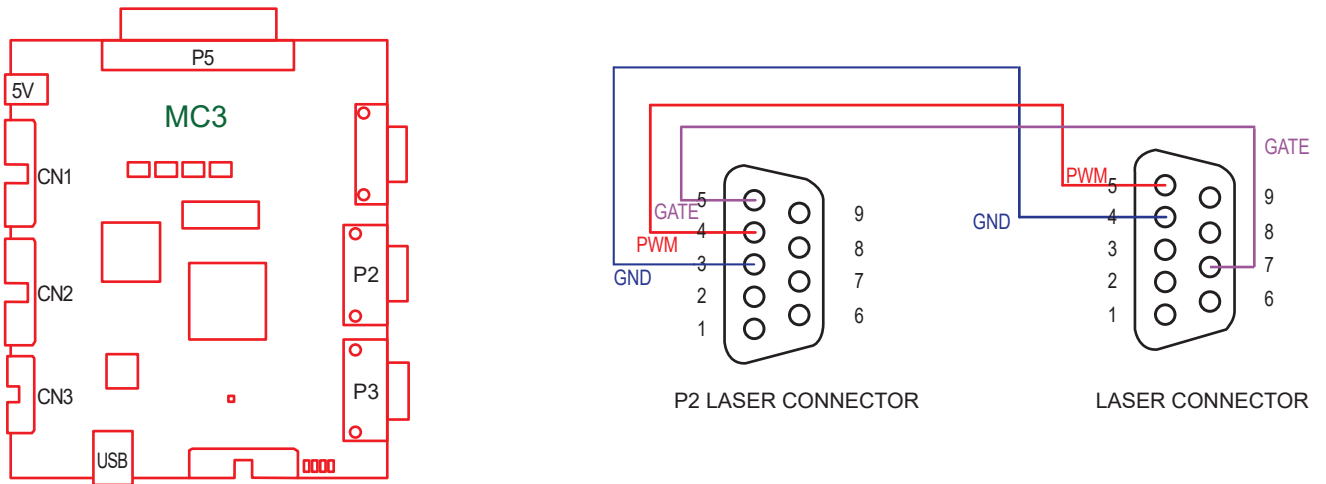 P5
5V
MC3
CN1
CN2
CN3
P2
P3
USB
GATE
PWM
GND
5
4
3
2
1
9
8
7
6
P2 LASER CONNECTOR
PWM
GND
GATE
5
4
3
2
1
9
8
7
6
LASER CONNECTOR